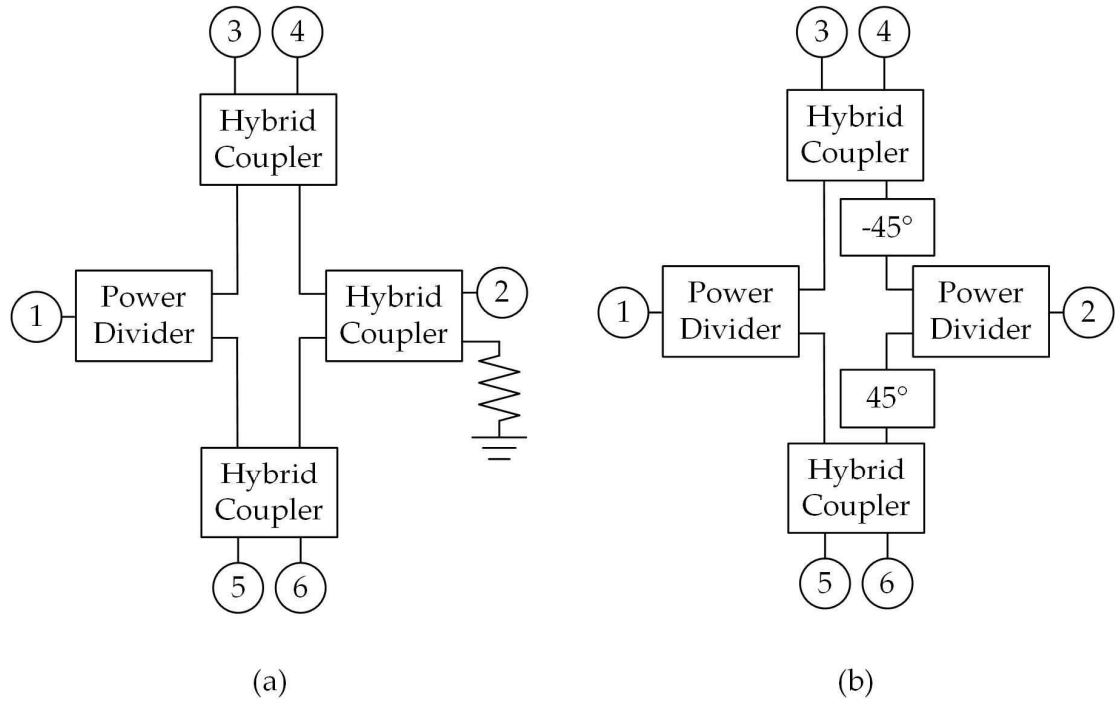 3 4
Hybrid
Coupler
1
Power
Divider
Hybrid
Coupler
2
Hybrid
Coupler
5 6
(a)
3 4
Hybrid
Coupler
-45°
1
Power
Divider
Power
Divider
2
45°
Hybrid
Coupler
5 6
(b)